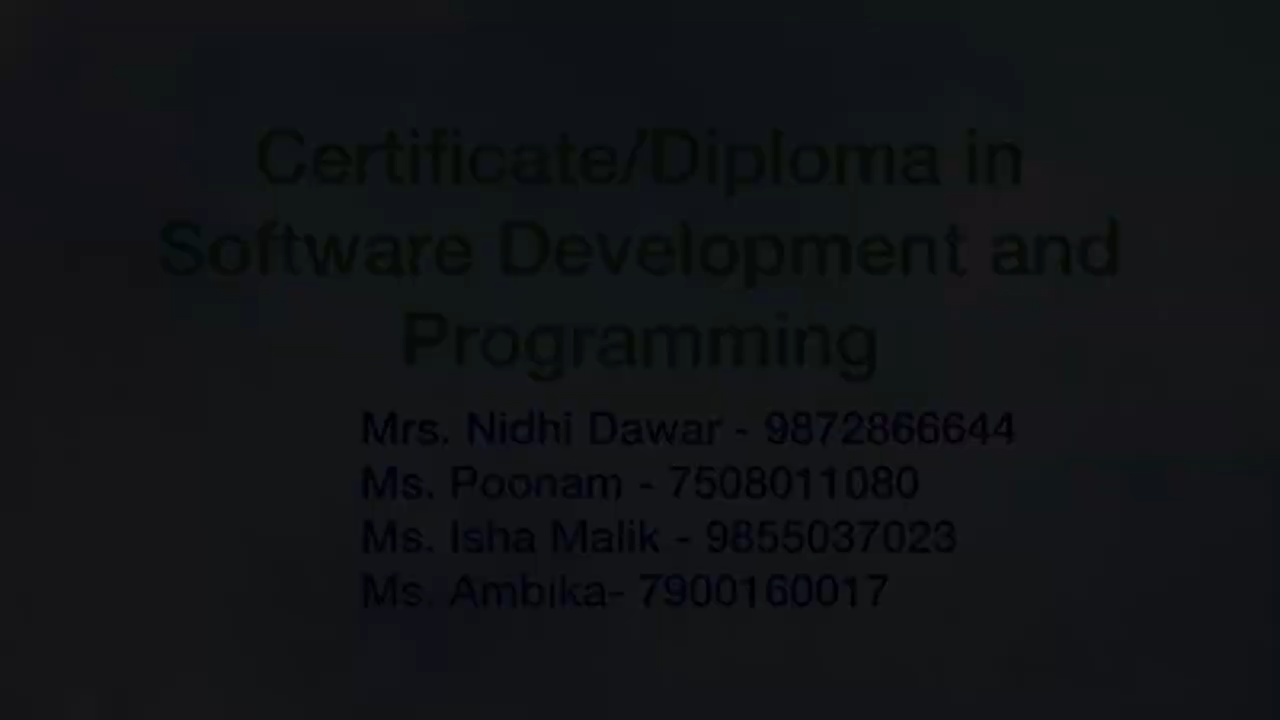 Certificate/Diploma in
Software Development and
Programming
Mrs. Nidhi Dawar - 9872866644
Ms. Poonam - 7508011080
Ms. Isha Malik - 9855037023
Ms. Ambika- 7900160017